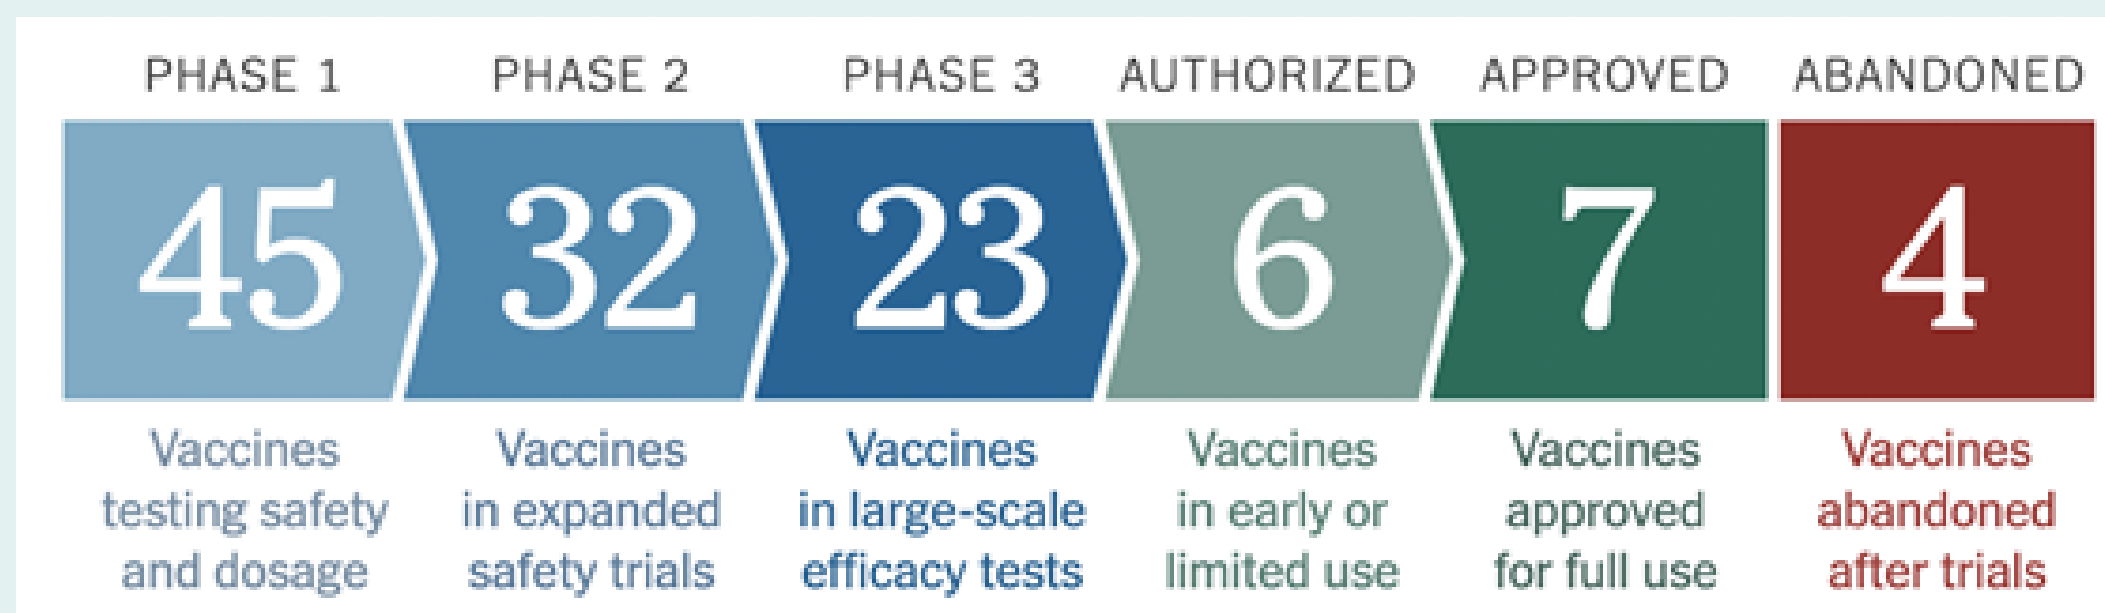 PHASE 1 PHASE 2 PHASE 3 AUTHORIZED APPROVED ABANDONED
45 32 23 6 7 4
Vaccines Vaccines Vaccines Vaccines Vaccines Vaccines
testing safety in expanded in large-scale in early or approved abandoned
and dosage safety trials efficacy tests limited use for full use after trials